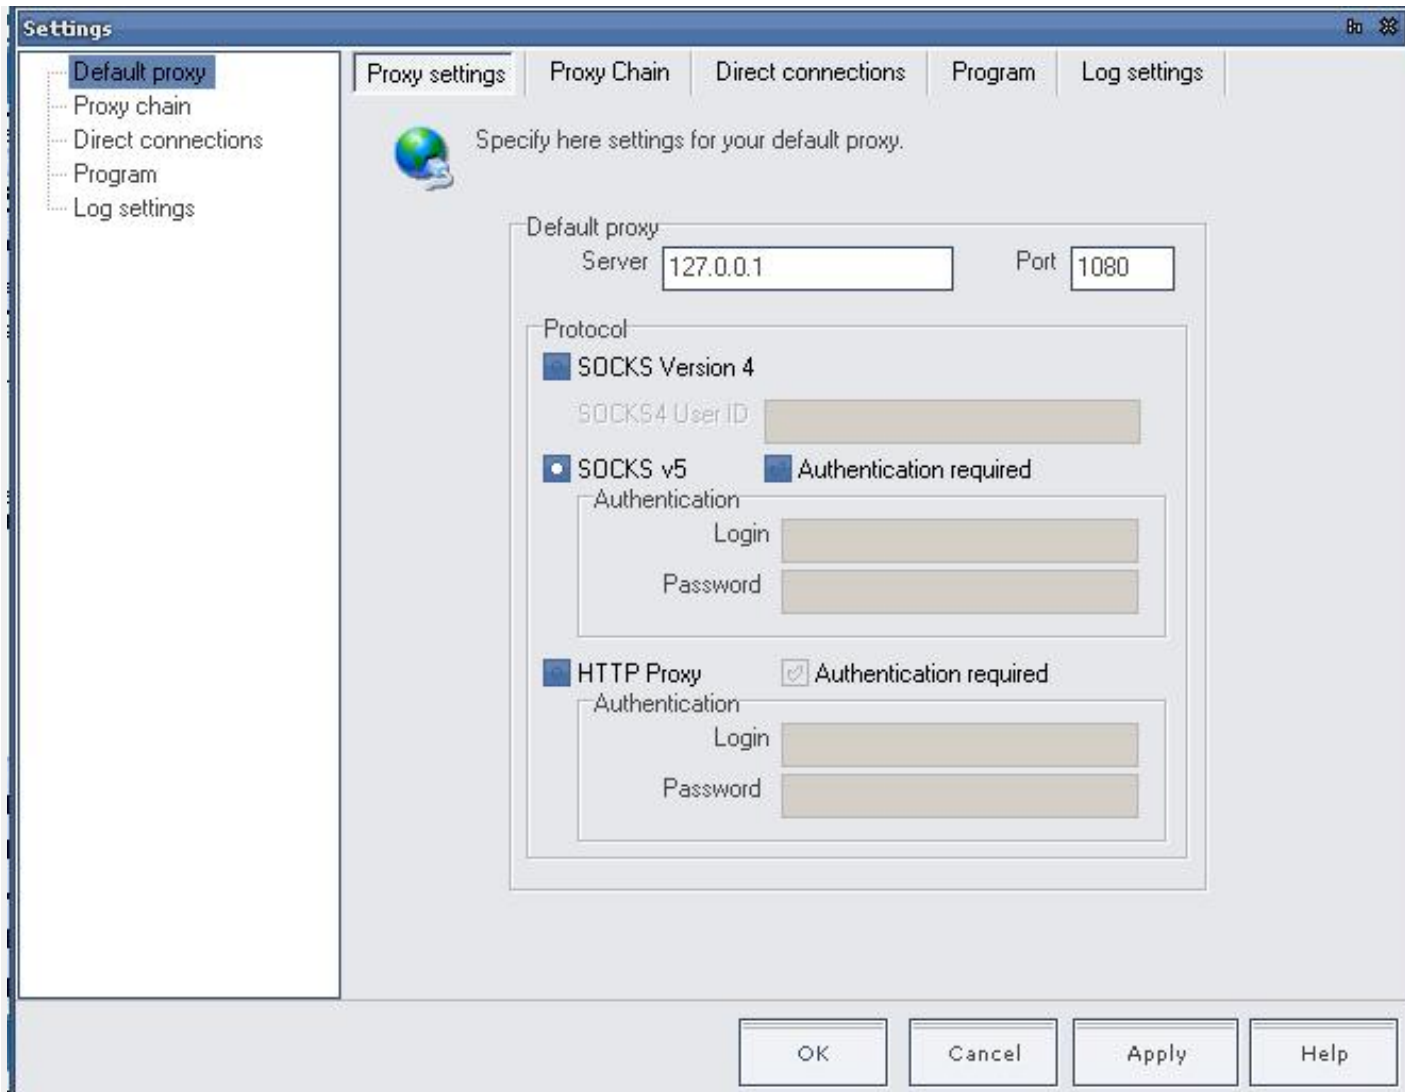 Settings
Default proxy
Proxy chain
Direct connections
Program
Log settings
Proxy settings Proxy Chain Direct connections Program Log settings
Specify here settings for your default proxy.
Default proxy
Server 127.0.0.1 Port 1080
Protocol
SOCKS Version 4
SOCKS4 User ID
SOCKS v5 Authentication required
Authentication
Login
Password
HTTP Proxy Authentication required
Authentication
Login
Password
OK Cancel Apply Help